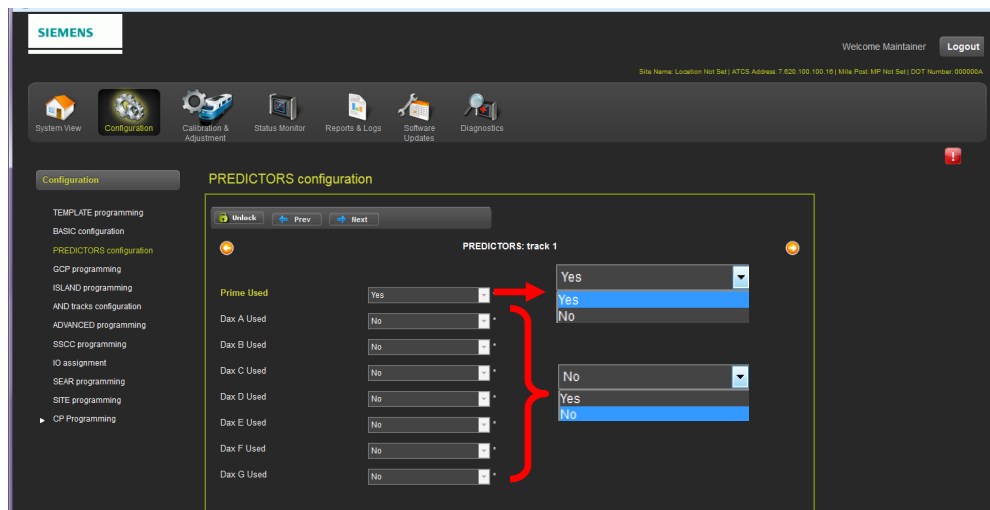 SIEMENS
Welcome Maintainer
Logout
Site Name: Location Not Set | ATCS Address 7.620.100.100.16 | Mile Post: MP Not Set | DOT Number: 000000A
System View
Configuration
Calibration &
Adjustment
Status Monitor
Reports & Logs
Software
Updates
Diagnostics
Configuration
PREDICTORS configuration
TEMPLATE programming
BASIC configuration
PREDICTORS configuration
GCP programming
ISLAND programming
AND tracks configuration
ADVANCED programming
SSCC programming
IO assignment
SEAR programming
SITE programming
CP Programming
Unlock
Prev
Next
PREDICTORS: track 1
Prime Used
Yes
*
Dax A Used
No
*
Dax B Used
No
*
Dax C Used
No
*
Dax D Used
No
*
Dax E Used
No
*
Dax F Used
No
*
Dax G Used
No
*
Yes
Yes
No
No
Yes
No